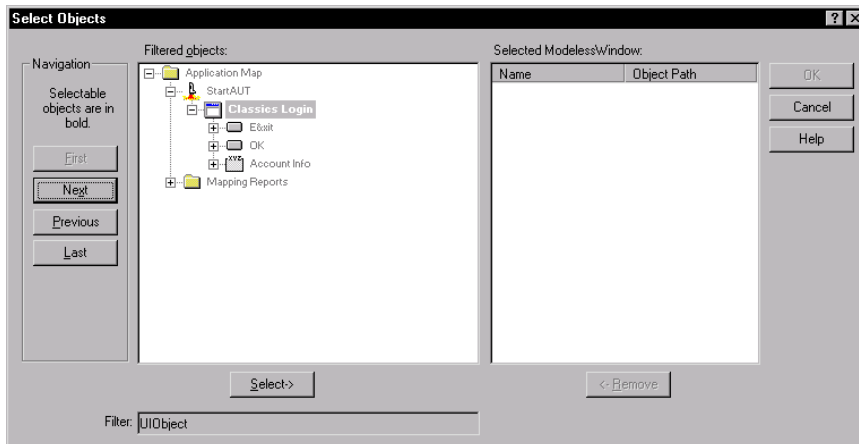 Select Objects
Navigation
Selectable
objects are in
bold.
First
Next
Previous
Last
Filtered objects:
Application Map
StartAUT
Classics Login
E&xit
OK
XYZ
Account Info
Mapping Reports
Select->
Selected ModelessWindow:
Name Object Path
<-Remove
OK
Cancel
Help
Filter: UIObject